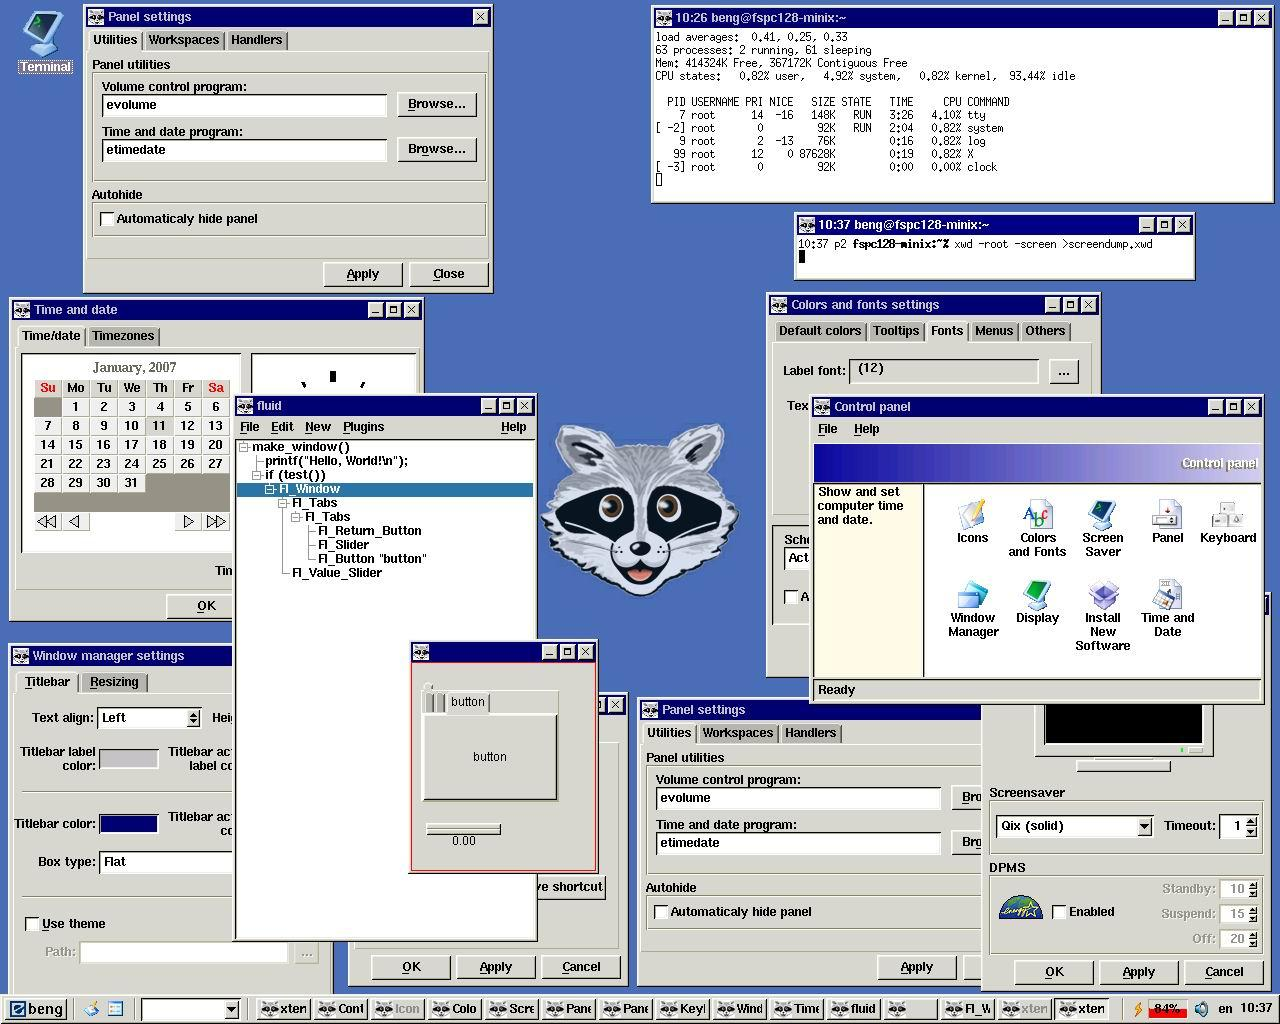 Terminal
Panel settings
Utilities Workspaces Handlers
Panel utilities
Volume control program:
evolume Browse...
Time and date program:
etimedate Browse...
Autohide
Automaticaly hide panel
Apply Close
10:26 beng@fspc128-minix:~
load averages: 0.41, 0.25, 0.33
63 processes: 2 running, 61 sleeping
Mem: 414324K Free, 367172K Contiguous Free
CPU states: 0.82% user, 4.92% system, 0.82% kernel, 93.44% idle
PID USERNAME PRI NICE SIZE STATE TIME CPU COMMAND
7 root 14 -16 148K RUN 3:26 4.10% tty
[ -2] root 0 92K RUN 2:04 0.82% system
9 root 2 -13 76K 0:16 0.82% log
99 root 12 0 87628K 0:19 0.82% X
[ -3] root 0 92K 0:00 0.00% clock
10:37 beng@fspc128-minix:~
10:37 p2 fspc128-minix:~% xwd -root -screen >screendump.xwd
Time and date
Time/date Timezones
January, 2007
Su Mo Tu We Th Fr Sa
1 2 3 4 5 6
7 8 9 10 11 12 13
14 15 16 17 18 19 20
21 22 23 24 25 26 27
28 29 30 31
OK
fluid
File Edit New Plugins Help
make_window()
printf("Hello, World!\n");
if (test())
Fl_Window
Fl_Tabs
Fl_Tabs
Fl_Return_Button
Fl_Slider
Fl_Button "button"
Fl_Value_Slider
button
button
0.00
Colors and fonts settings
Default colors Tooltips Fonts Menus Others
Label font: (12) ...
Control panel
File Help
Control panel
Show and set
computer time
and date.
Icons
Colors
and Fonts
Screen
Saver
Panel
Keyboard
Window
Manager
Display
Install
New
Software
Time and
Date
Ready
Window manager settings
Titlebar Resizing
Text align: Left
Titlebar label
color:
Titlebar
label
Titlebar color:
Titlebar
Box type: Flat
Use theme
Path: ...
shortcut
OK Apply Cancel
Panel settings
Utilities Workspaces Handlers
Panel utilities
Volume control program:
evolume
Time and date program:
etimedate
Autohide
Automaticaly hide panel
Apply
Screensaver
Qix (solid) Timeout: 1
DPMS
energy
Enabled
Standby: 10
Suspend: 15
Off: 20
OK Apply Cancel
beng xten Cont Icon Colo Scre Pane Pane Key Wind Time fluid Fl_W xten xten 84% en 10:37